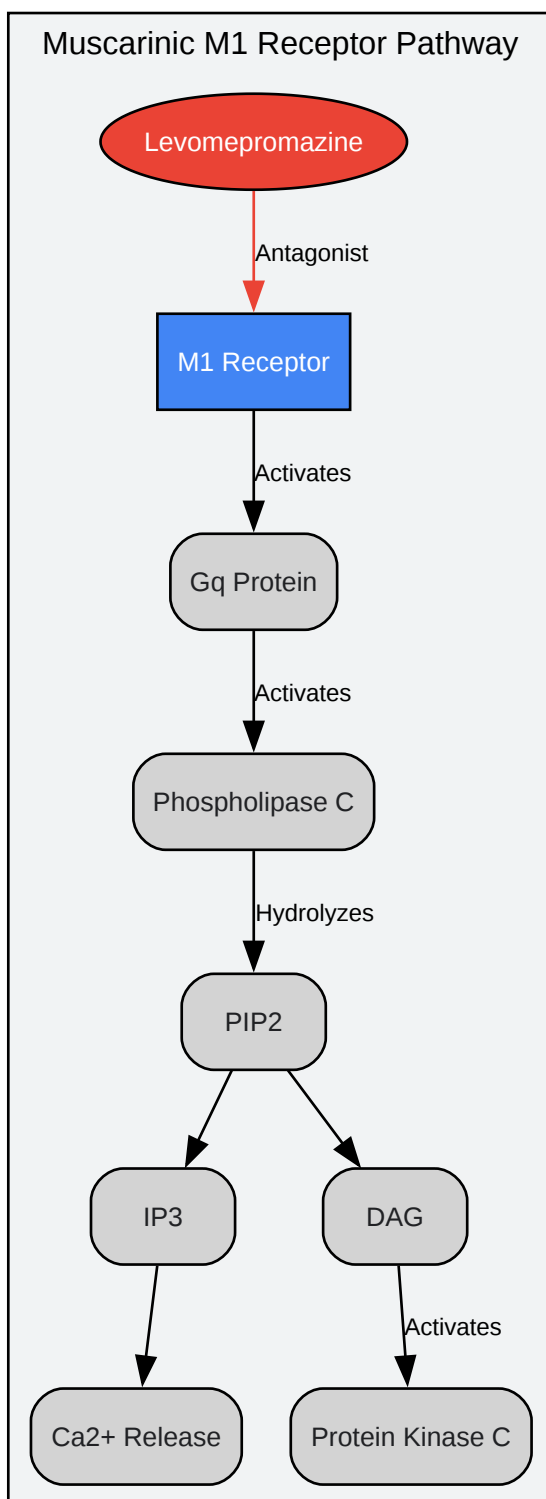 Muscarinic M1 Receptor Pathway
Levomepromazine
Antagonist
M1 Receptor
Activates
Gq Protein
Activates
Phospholipase C
Hydrolyzes
PIP2
IP3
DAG
Activates
Ca2+ Release
Protein Kinase C